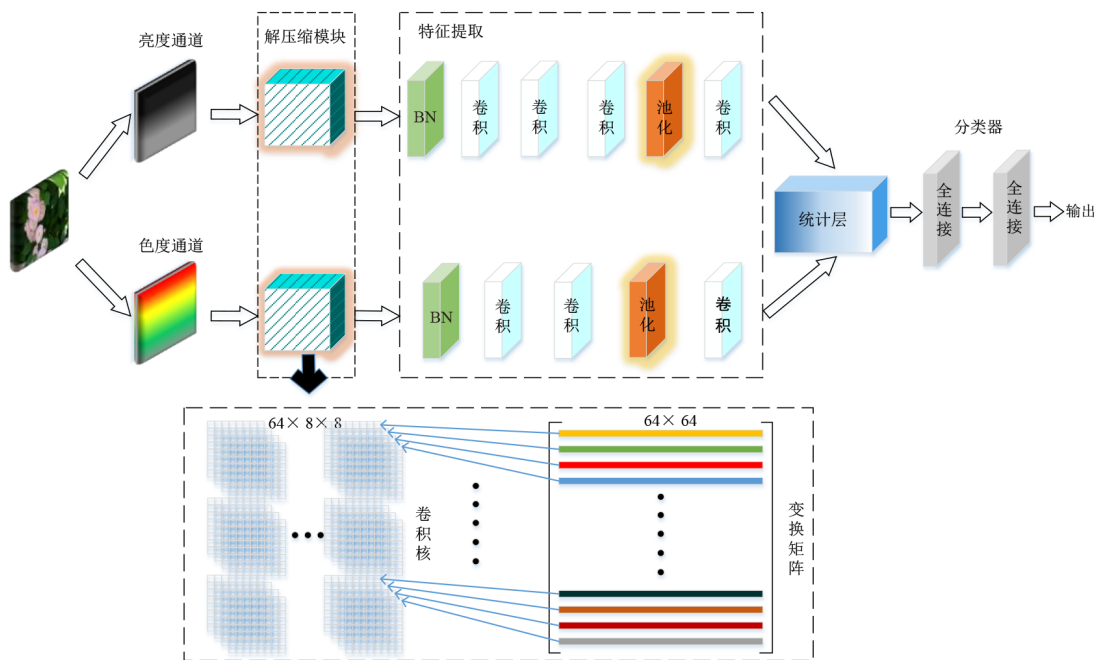 亮度通道
解压缩模块
特征提取
BN
卷积
卷积
卷积
池化
卷积
分类器
统计层
全连接
全连接
输出
色度通道
BN
卷积
卷积
池化
卷积
64× 8× 8
64× 64
卷积核
变换矩阵